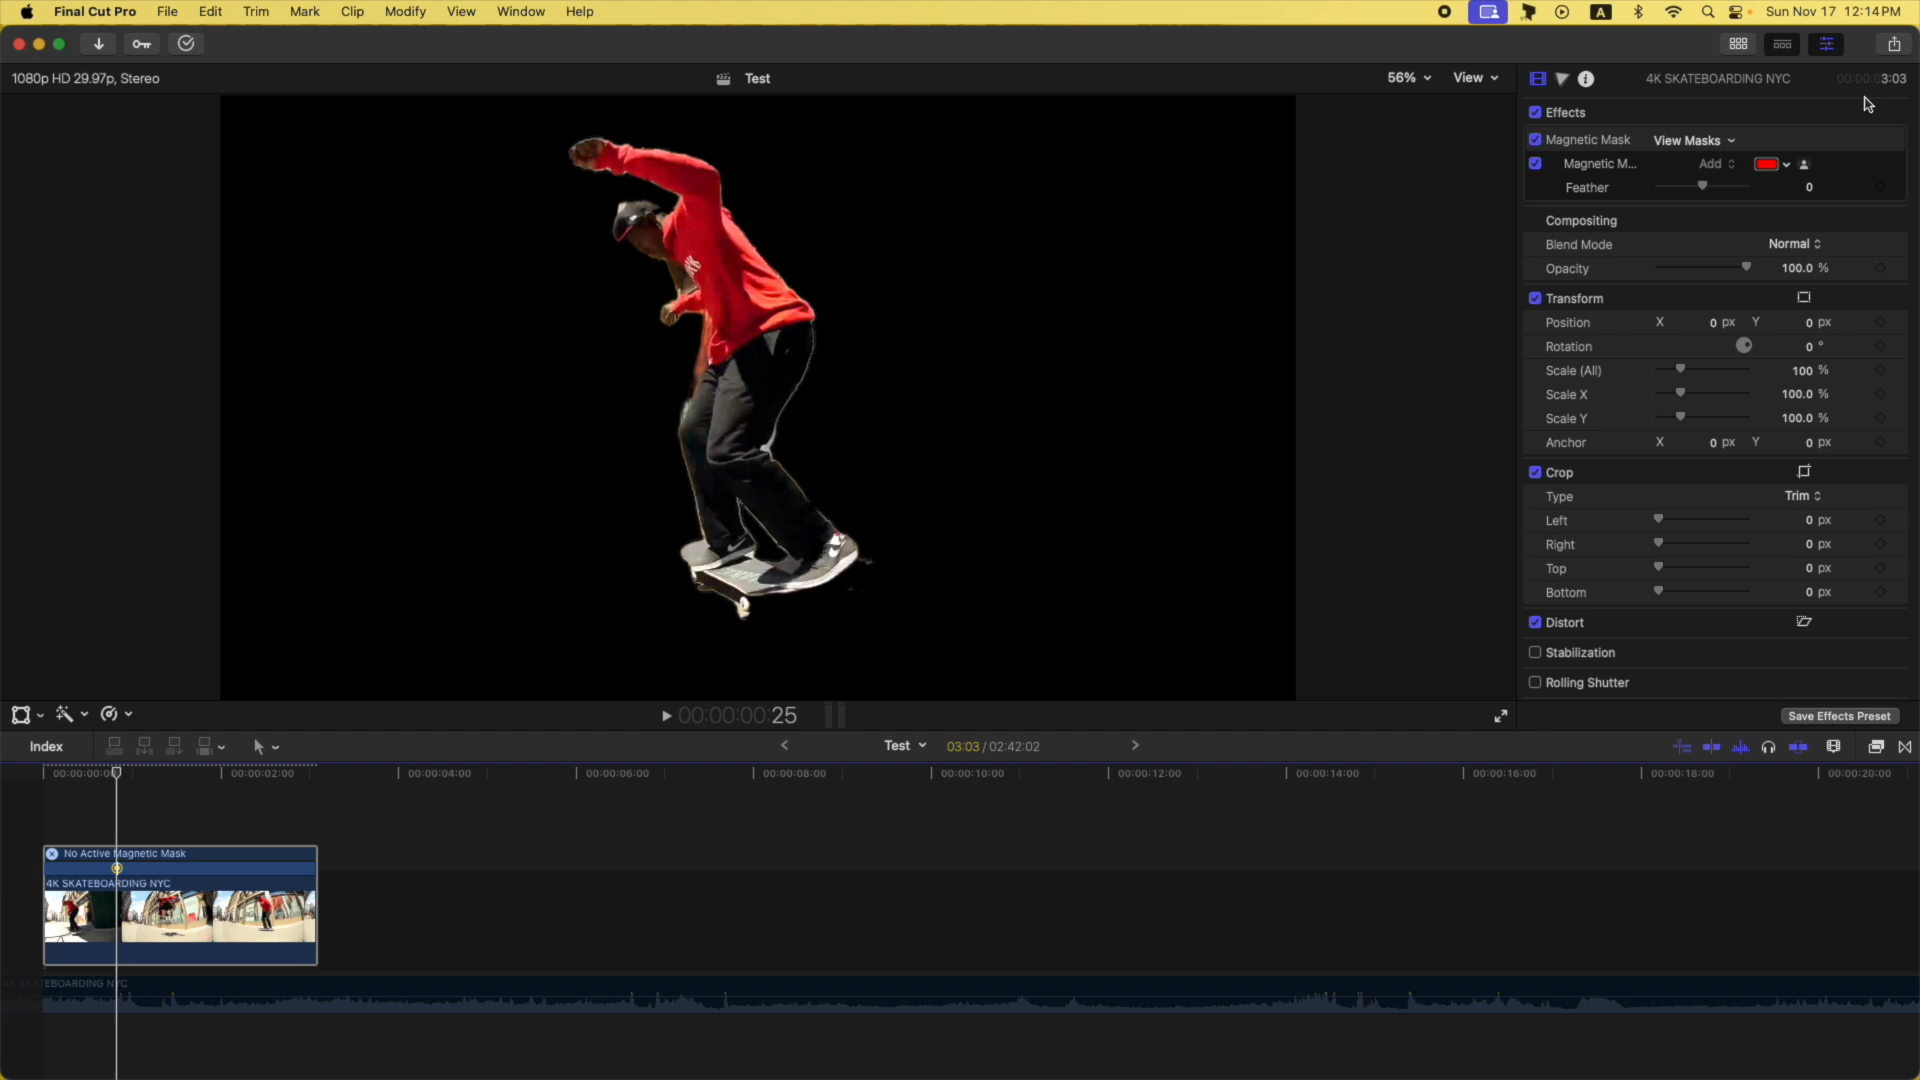 Final Cut Pro File Edit Trim Mark Clip Modify View Window Help A Sun Nov 17 12:14 PM
1080p HD 29.97p, Stereo Test 56% View 4K SKATEBOARDING NYC 00:00:03:03
Effects
Magnetic Mask View Masks
Magnetic M... Add
Feather 0
Compositing
Blend Mode Normal
Opacity 100.0 %
Transform
Position X 0 px Y 0 px
Rotation 0 °
Scale (All) 100 %
Scale X 100.0 %
Scale Y 100.0 %
Anchor X 0 px Y 0 px
Crop
Type Trim
Left 0 px
Right 0 px
Top 0 px
Bottom 0 px
Distort
Stabilization
Rolling Shutter
00:00:00:25 Save Effects Preset
Index Test 03:03 / 02:42:02
00:00:00:0 00:00:02:00 00:00:04:00 00:00:06:00 00:00:08:00 00:00:10:00 00:00:12:00 00:00:14:00 00:00:16:00 00:00:18:00 00:00:20:00
No Active Magnetic Mask
4K SKATEBOARDING NYC
4K SKATEBOARDING NYC